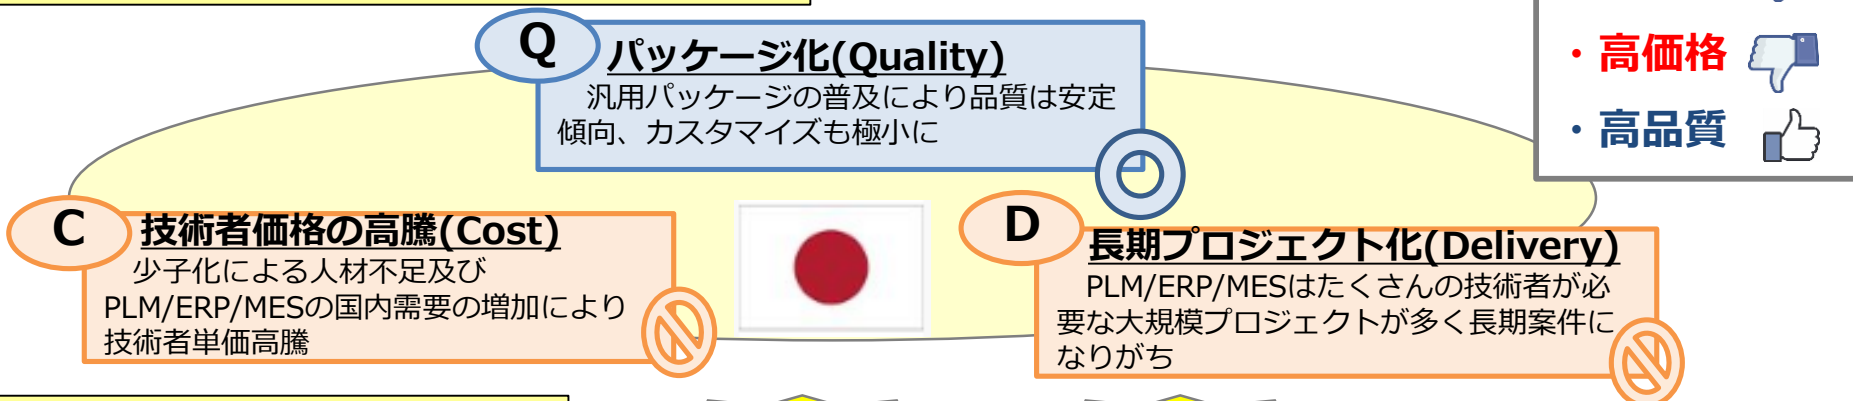 Q
パッケージ化(Quality)
汎用パッケージの普及により品質は安定
傾向、カスタマイズも極小に
・高価格
・高品質
C
技術者価格の高騰(Cost)
少子化による人材不足及び
PLM/ERP/MESの国内需要の増加により
技術者単価高騰
D
長期プロジェクト化(Delivery)
PLM/ERP/MESはたくさんの技術者が必
要な大規模プロジェクトが多く長期案件に
なりがち